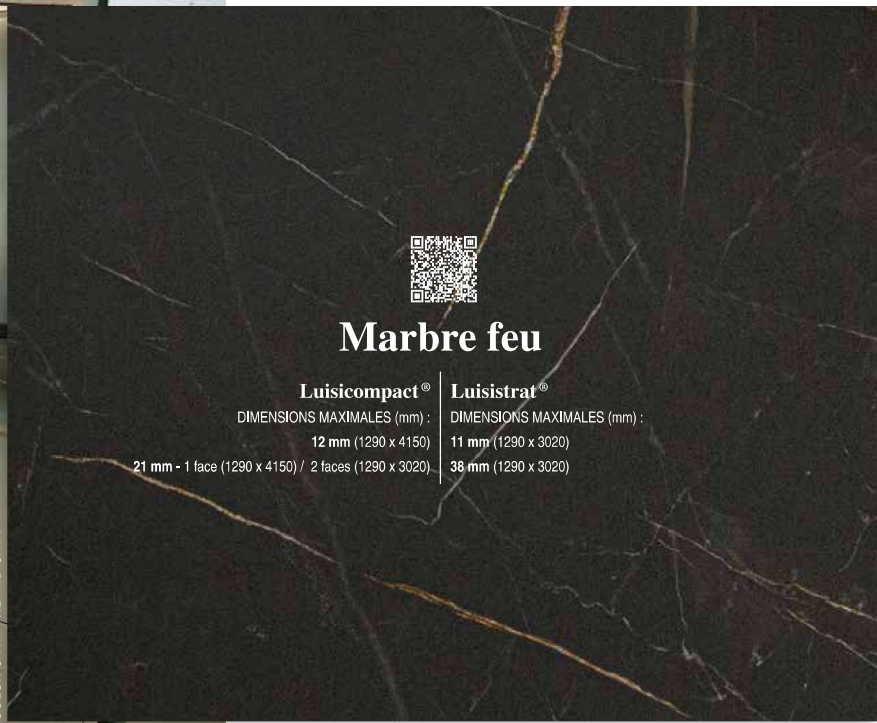 Marbre feu
Luisicompact®
DIMENSIONS MAXIMALES (mm) :
12 mm (1290 x 4150)
21 mm - 1 face (1290 x 4150) / 2 faces (1290 x 3020)
Luisistrat®
DIMENSIONS MAXIMALES (mm) :
11 mm (1290 x 3020)
38 mm (1290 x 3020)